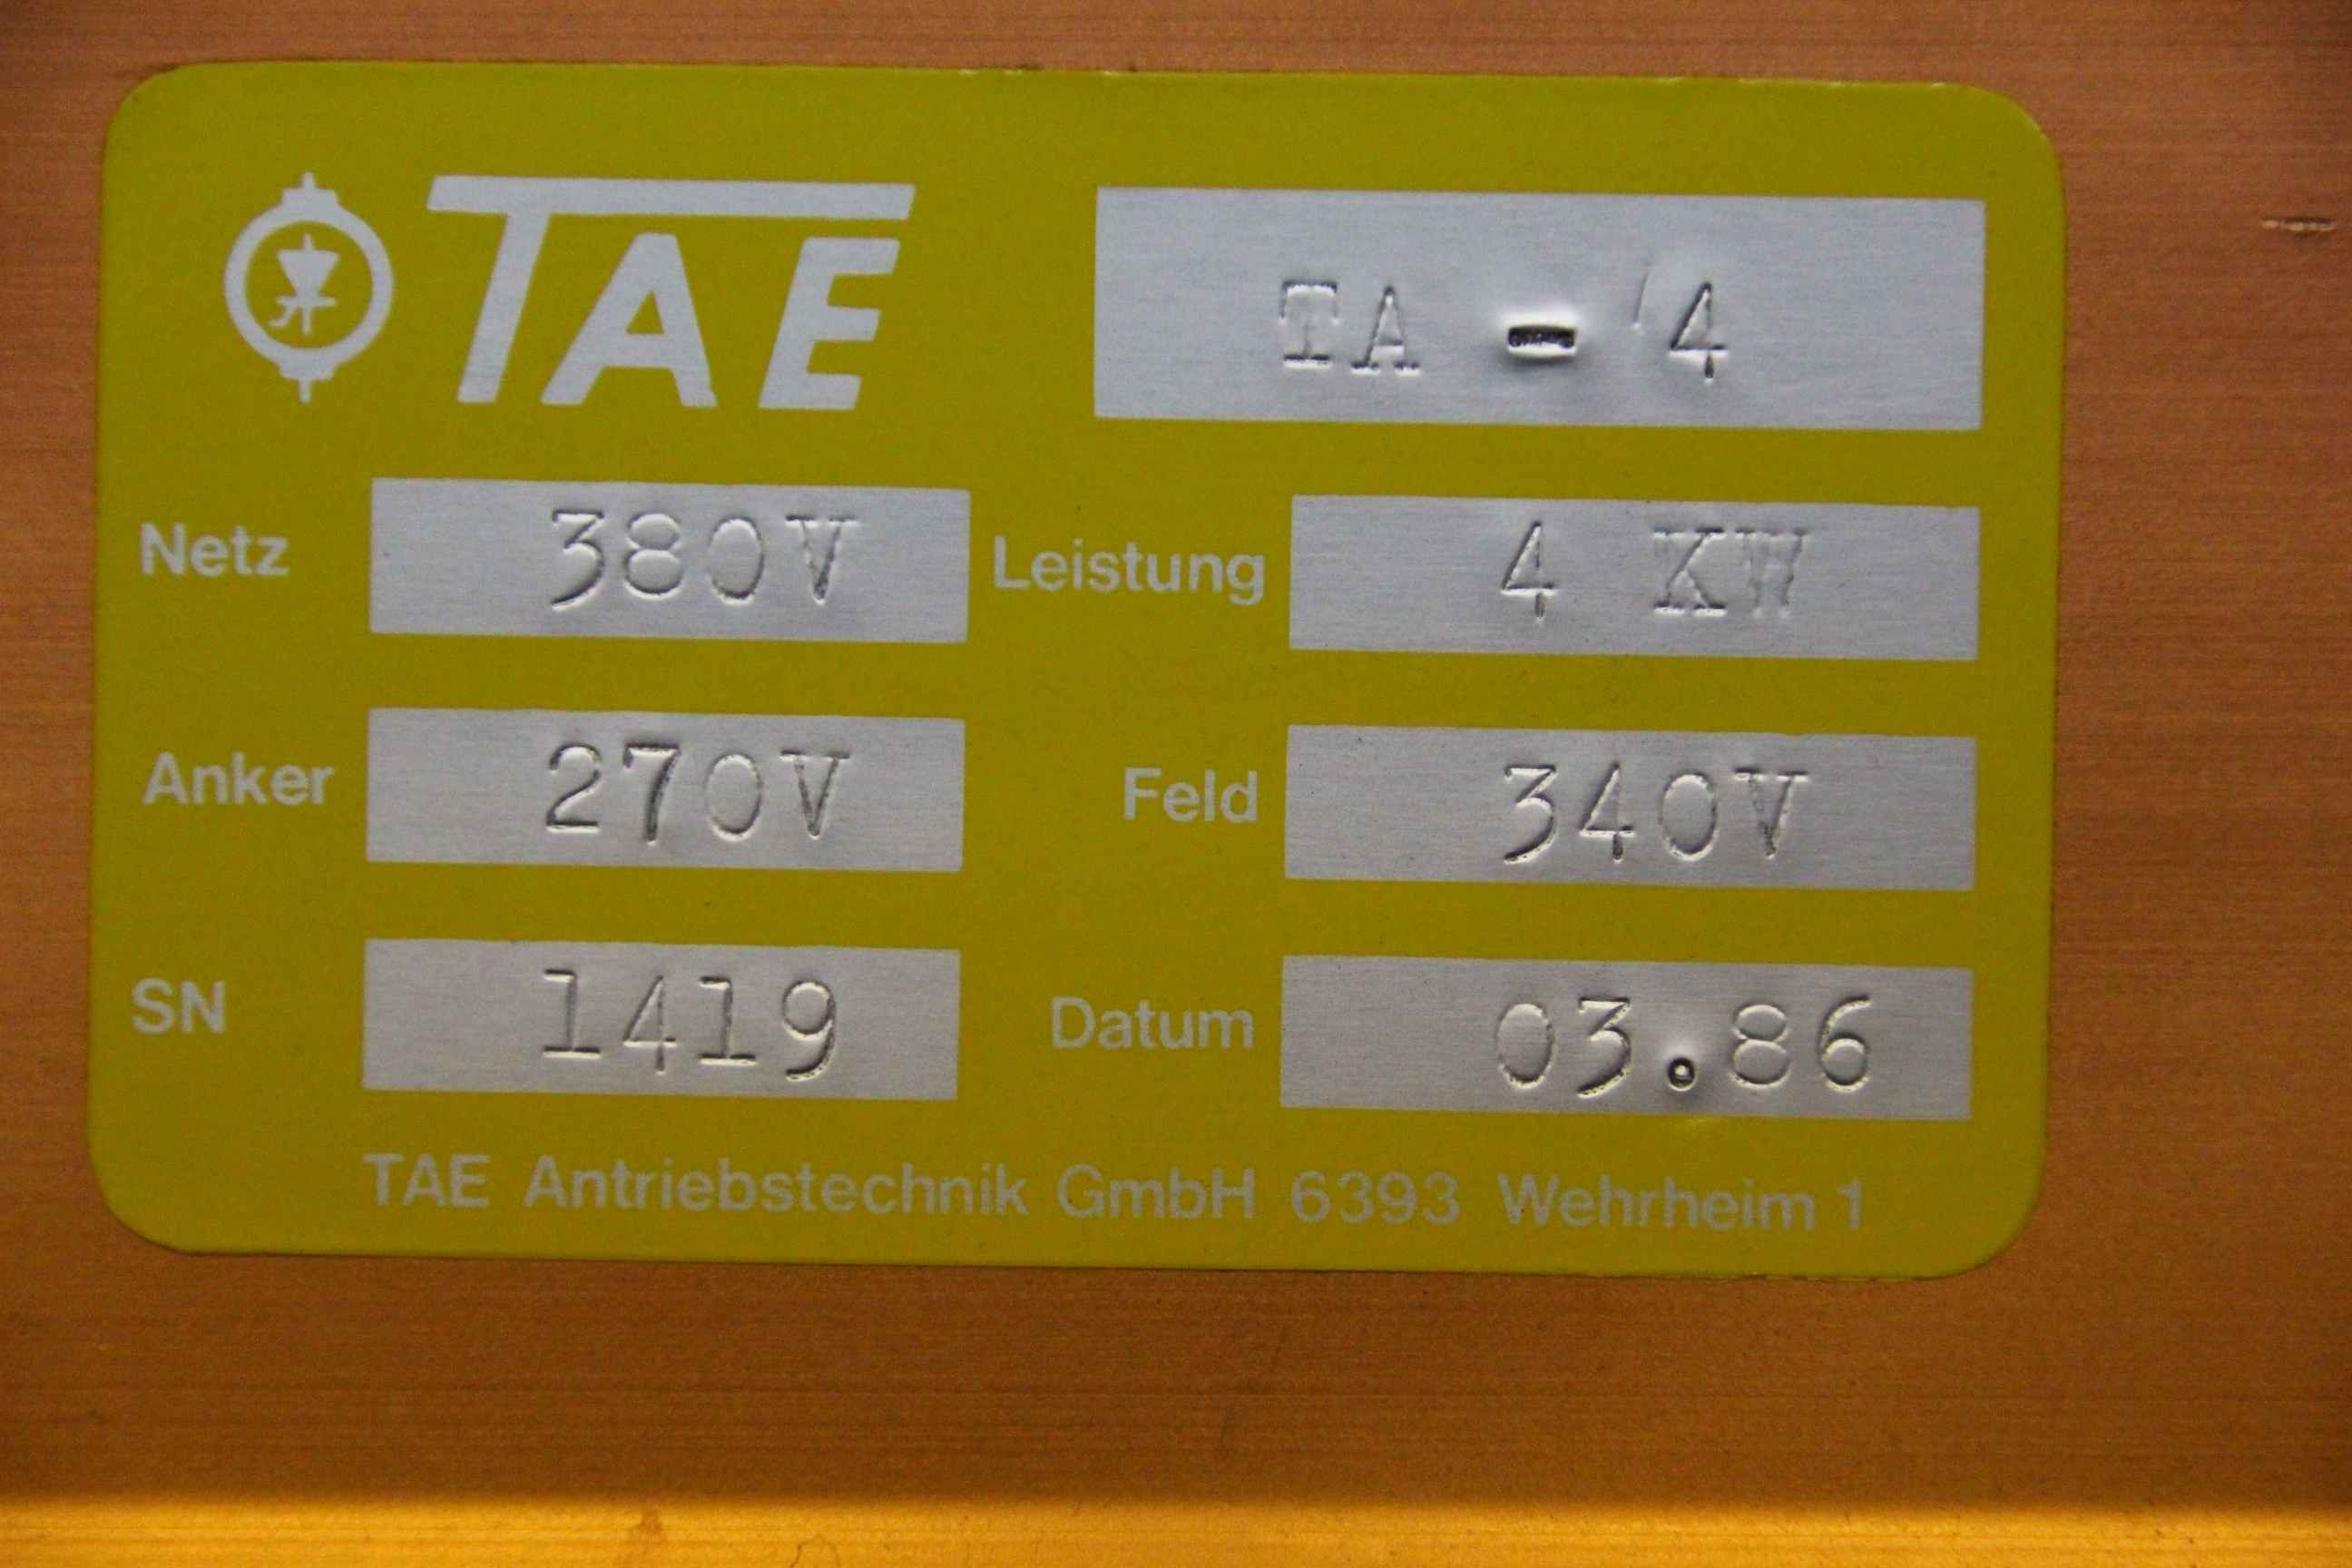 TAE TA - 4
Netz 380V Leistung 4 KW
Anker 270V Feld 340V
SN 1419 Datum 03.86
TAE Antriebstechnik GmbH 6393 Wehrheim 1